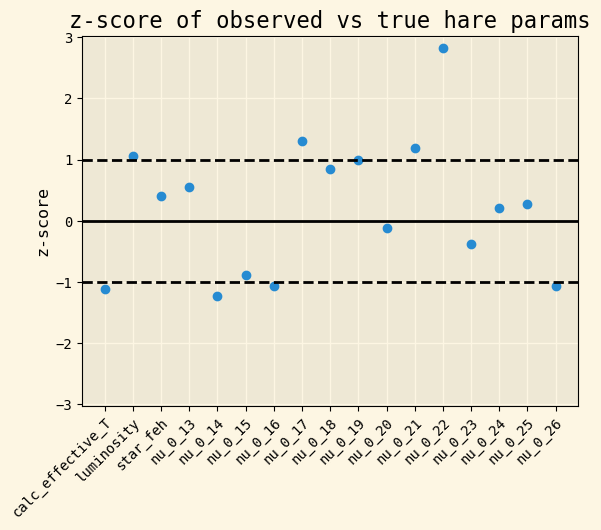 z-score of observed vs true hare params
z-score
3
2
1
0
−1
−2
−3
calc_effective_T
luminosity
star_feh
nu_0_13
nu_0_14
nu_0_15
nu_0_16
nu_0_17
nu_0_18
nu_0_19
nu_0_20
nu_0_21
nu_0_22
nu_0_23
nu_0_24
nu_0_25
nu_0_26